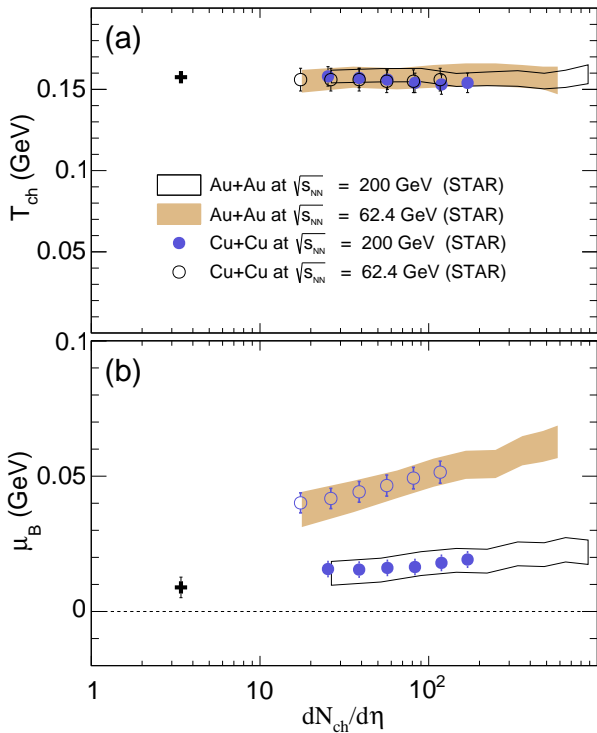 (a)
0.15
0.1
0.05
T_ch (GeV)
Au+Au at √s_NN = 200 GeV (STAR)
Au+Au at √s_NN = 62.4 GeV (STAR)
Cu+Cu at √s_NN = 200 GeV (STAR)
Cu+Cu at √s_NN = 62.4 GeV (STAR)
0.1
(b)
0.05
0
μ_B (GeV)
1 10 10²
dN_ch/dη